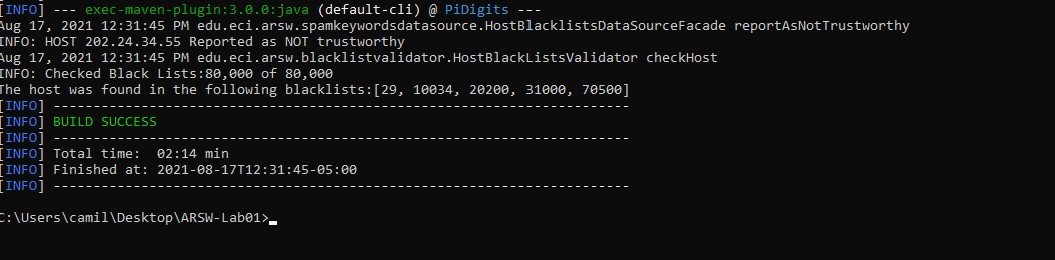 [INFO] --- exec-maven-plugin:3.0.0:java (default-cli) @ PiDigits ---
Aug 17, 2021 12:31:45 PM edu.eci.arsw.spamkeywordsdatasource.HostBlacklistsDataSourceFacade reportAsNotTrustworthy
INFO: HOST 202.24.34.55 Reported as NOT trustworthy
Aug 17, 2021 12:31:45 PM edu.eci.arsw.blacklistvalidator.HostBlackListsValidator checkHost
INFO: Checked Black Lists:80,000 of 80,000
The host was found in the following blacklists:[29, 10034, 20200, 31000, 70500]
[INFO] ------------------------------------------------------------------------
[INFO] BUILD SUCCESS
[INFO] ------------------------------------------------------------------------
[INFO] Total time:  02:14 min
[INFO] Finished at: 2021-08-17T12:31:45-05:00
[INFO] ------------------------------------------------------------------------
C:\Users\camil\Desktop\ARSW-Lab01>